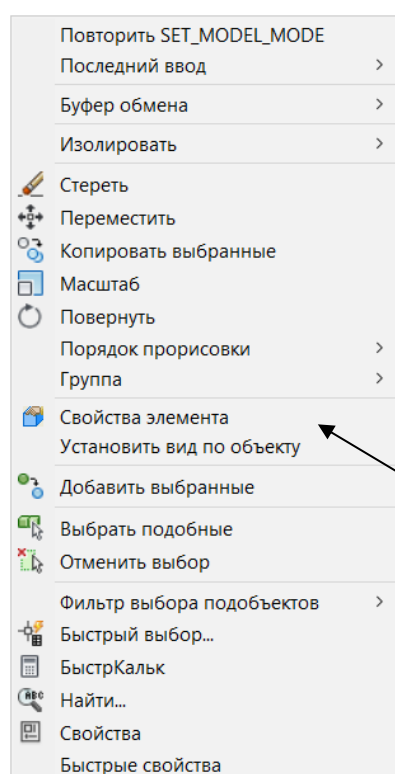 Повторить SET_MODEL_MODE
Последний ввод
Буфер обмена
Изолировать
Стереть
Переместить
Копировать выбранные
Масштаб
Повернуть
Порядок прорисовки
Группа
Свойства элемента
Установить вид по объекту
Добавить выбранные
Выбрать подобные
Отменить выбор
Фильтр выбора подобъектов
Быстрый выбор...
БыстрКальк
Найти...
Свойства
Быстрые свойства